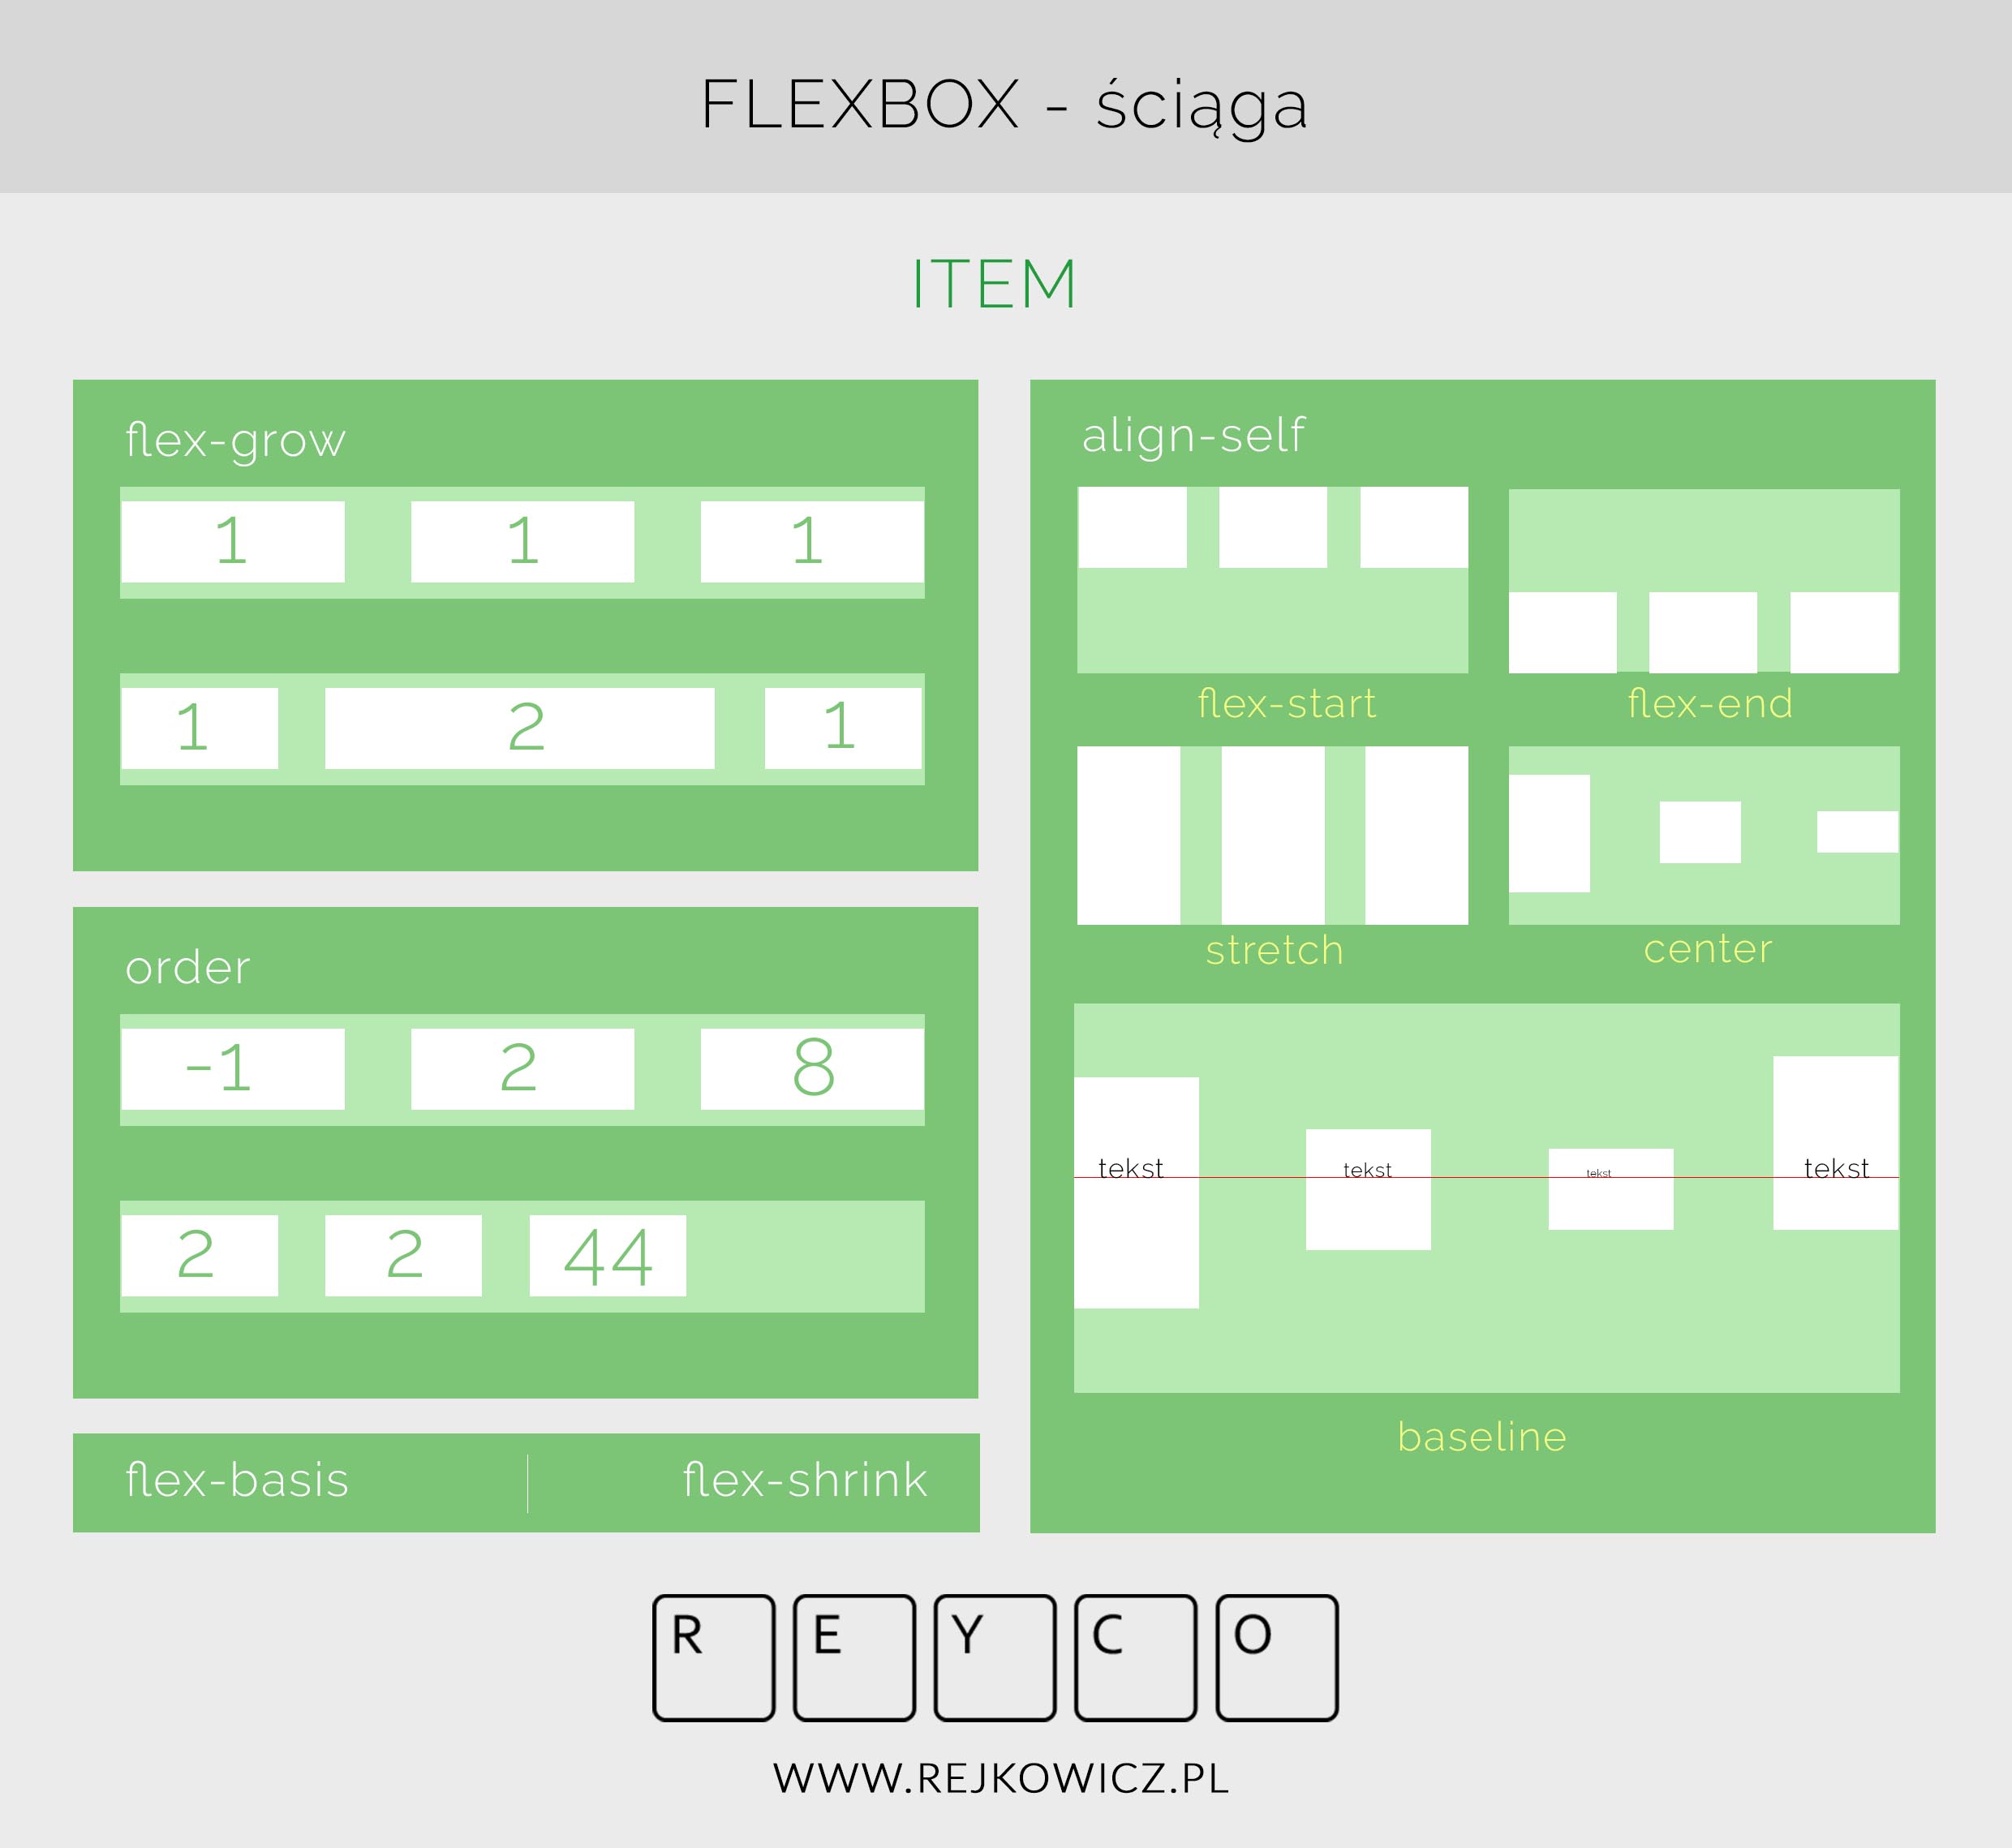 FLEXBOX - ściąga
ITEM
flex-grow
1 1 1
1 2 1
order
-1 2 8
2 2 44
flex-basis
flex-shrink
align-self
flex-start
flex-end
stretch
center
tekst tekst tekst tekst
baseline
R E Y C O
WWW.REJKOWICZ.PL